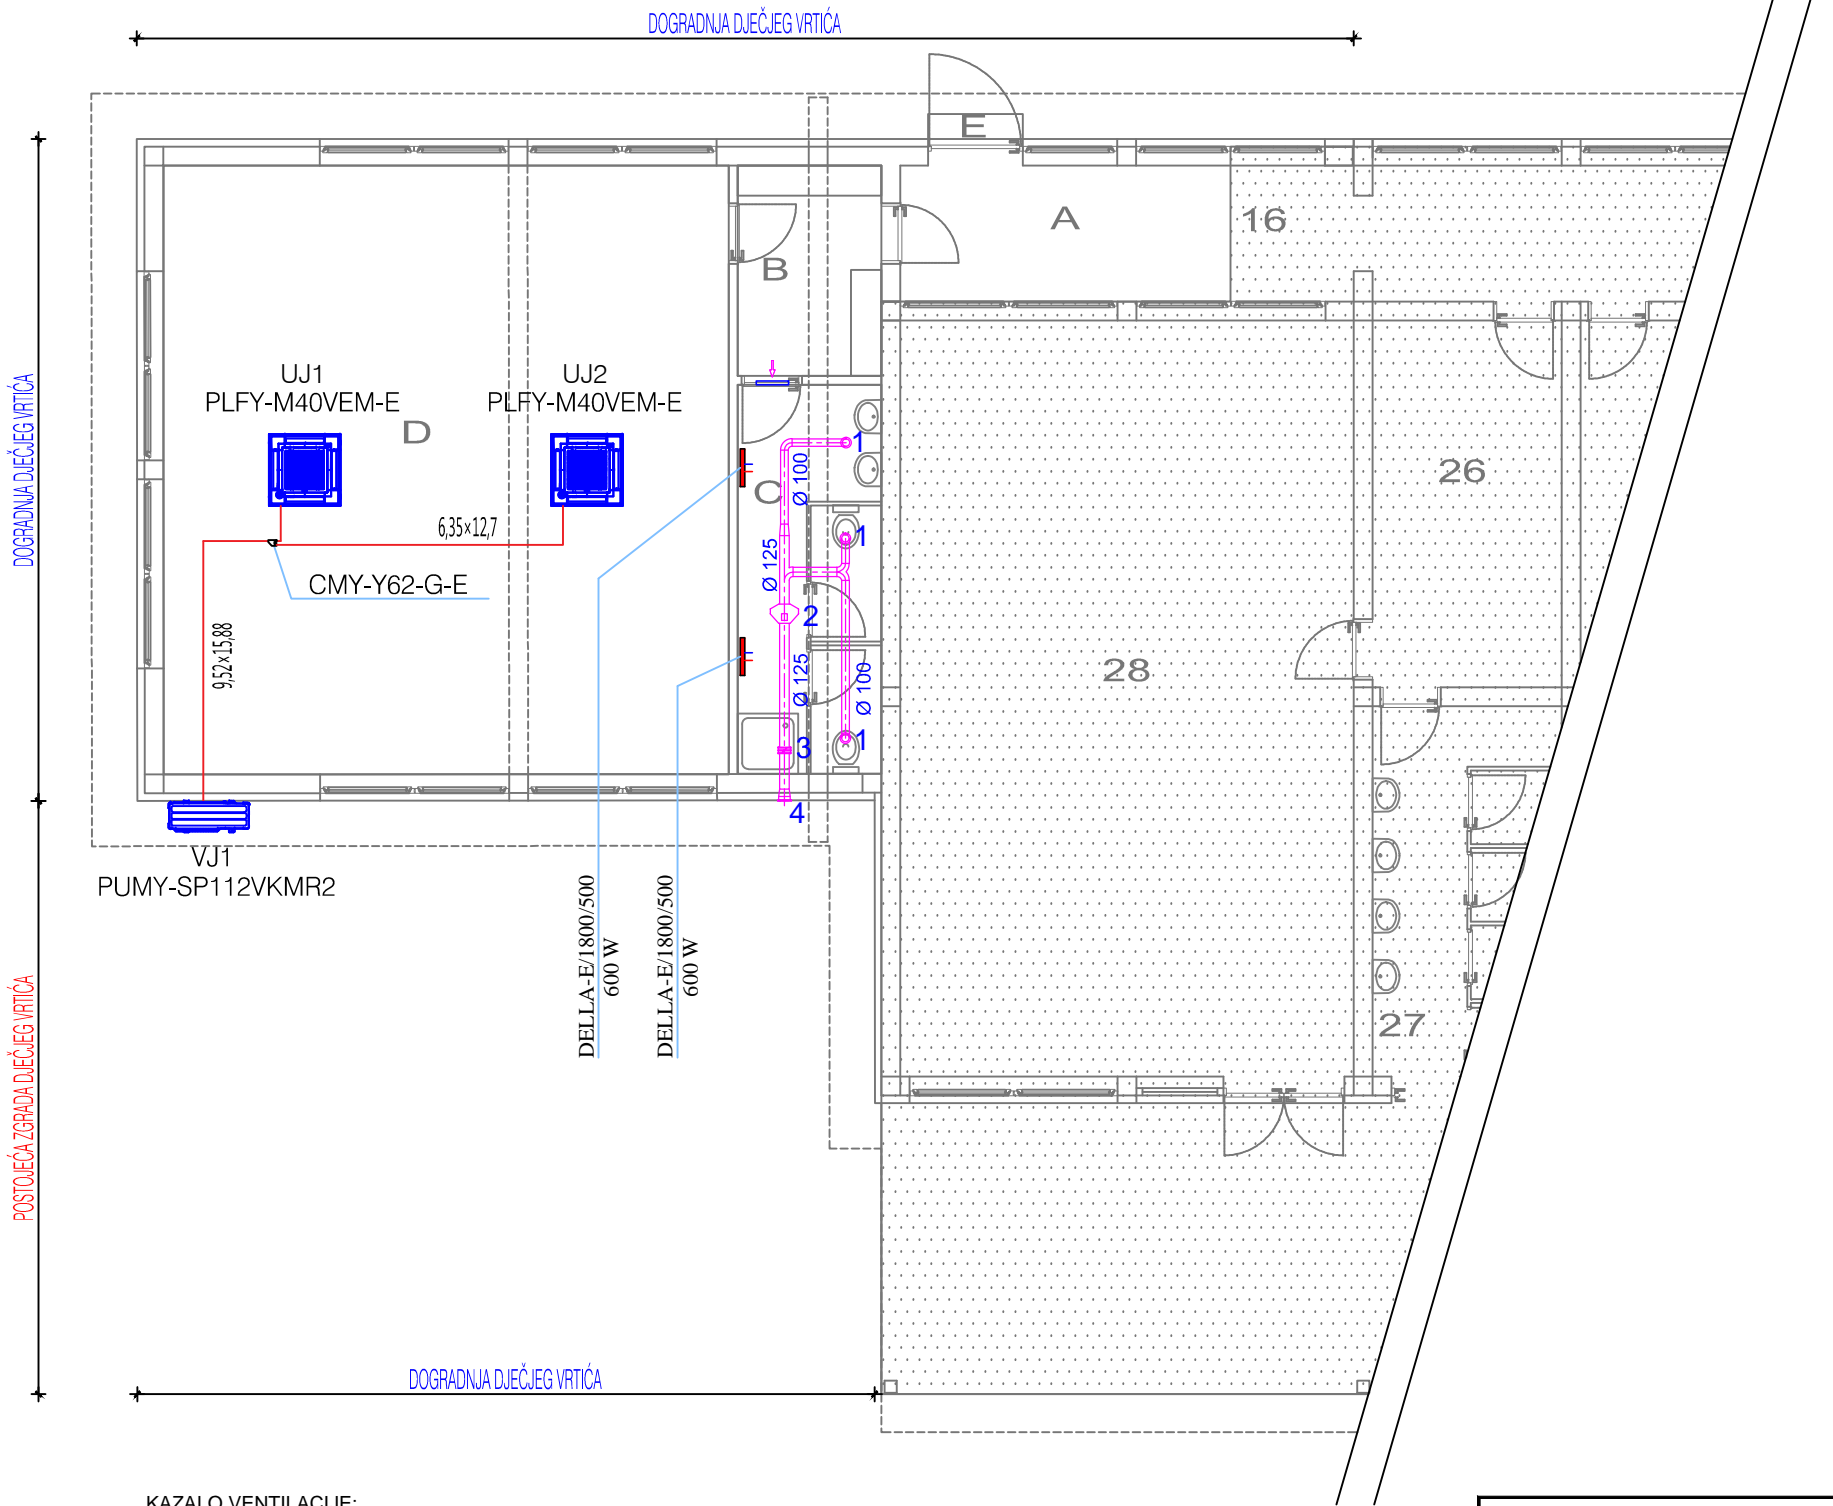 DOGRADNJA DJEČJEG VRTIĆA
E
A
16
B
UJ1
PLFY-M40VEM-E
UJ2
PLFY-M40VEM-E
D
DOGRADNJA DJEČJEG VRTIĆA
1
Ø 100
C
26
6,35×12,7
1
Ø 125
CMY-Y62-G-E
2
9,52×15,88
28
Ø 125
Ø 100
1
3
4
VJ1
PUMY-SP112VKMR2
DELLA-E/1800/500
600 W
DELLA-E/1800/500
600 W
27
POSTOJEĆA ZGRADA DJEČJEG VRTIĆA
DOGRADNJA DJEČJEG VRTIĆA
KAZALO VENTILACIJE: